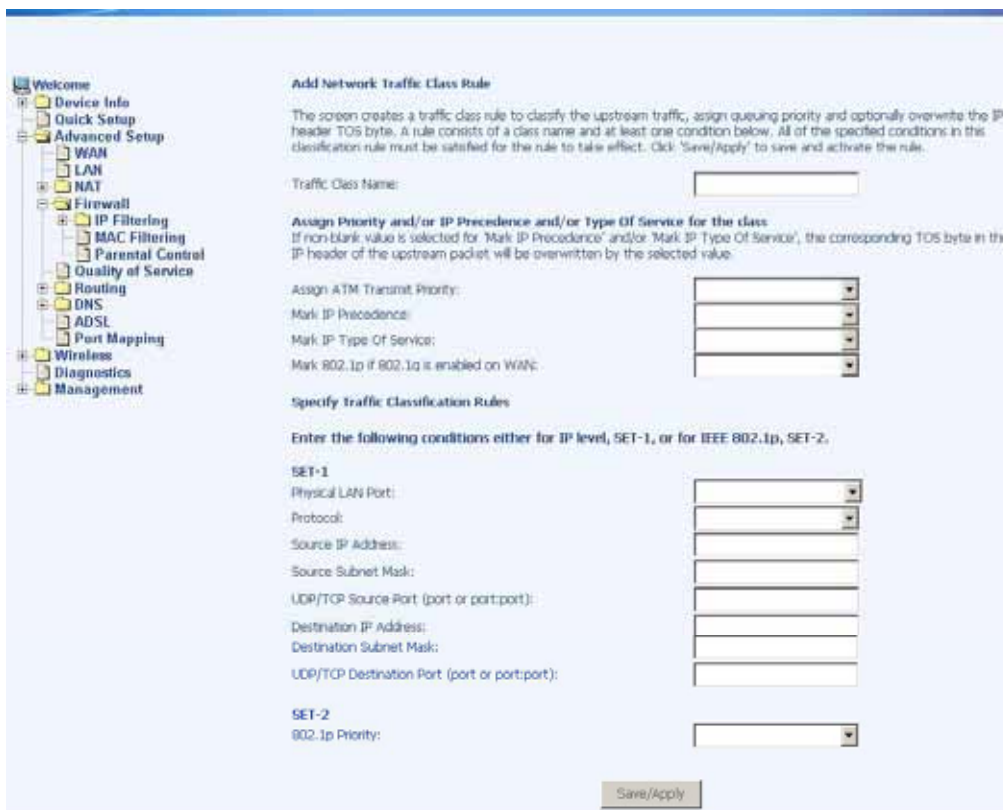 Welcome
Device Info
Quick Setup
Advanced Setup
WAN
LAN
NAT
Firewall
IP Filtering
MAC Filtering
Parental Control
Quality of Service
Routing
DNS
ADSL
Port Mapping
Wireless
Diagnostics
Management
Add Network Traffic Class Rule
The screen creates a traffic class rule to classify the upstream traffic, assign queuing priority and optionally overwrite the IP
header TOS byte. A rule consists of a class name and at least one condition below. All of the specified conditions in this
classification rule must be satisfied for the rule to take effect. Click 'Save/Apply' to save and activate the rule.
Traffic Class Name:
Assign Priority and/or IP Precedence and/or Type Of Service for the class
If non-blank value is selected for 'Mark IP Precedence' and/or 'Mark IP Type Of Service', the corresponding TOS byte in the
IP header of the upstream packet will be overwritten by the selected value.
Assign ATM Transmit Priority:
Mark IP Precedence:
Mark IP Type Of Service:
Mark 802.1p if 802.1q is enabled on WAN:
Specify Traffic Classification Rules
Enter the following conditions either for IP level, SET-1, or for IEEE 802.1p, SET-2.
SET-1
Physical LAN Port:
Protocol:
Source IP Address:
Source Subnet Mask:
UDP/TCP Source Port (port or port:port):
Destination IP Address:
Destination Subnet Mask:
UDP/TCP Destination Port (port or port:port):
SET-2
802.1p Priority:
Save/Apply